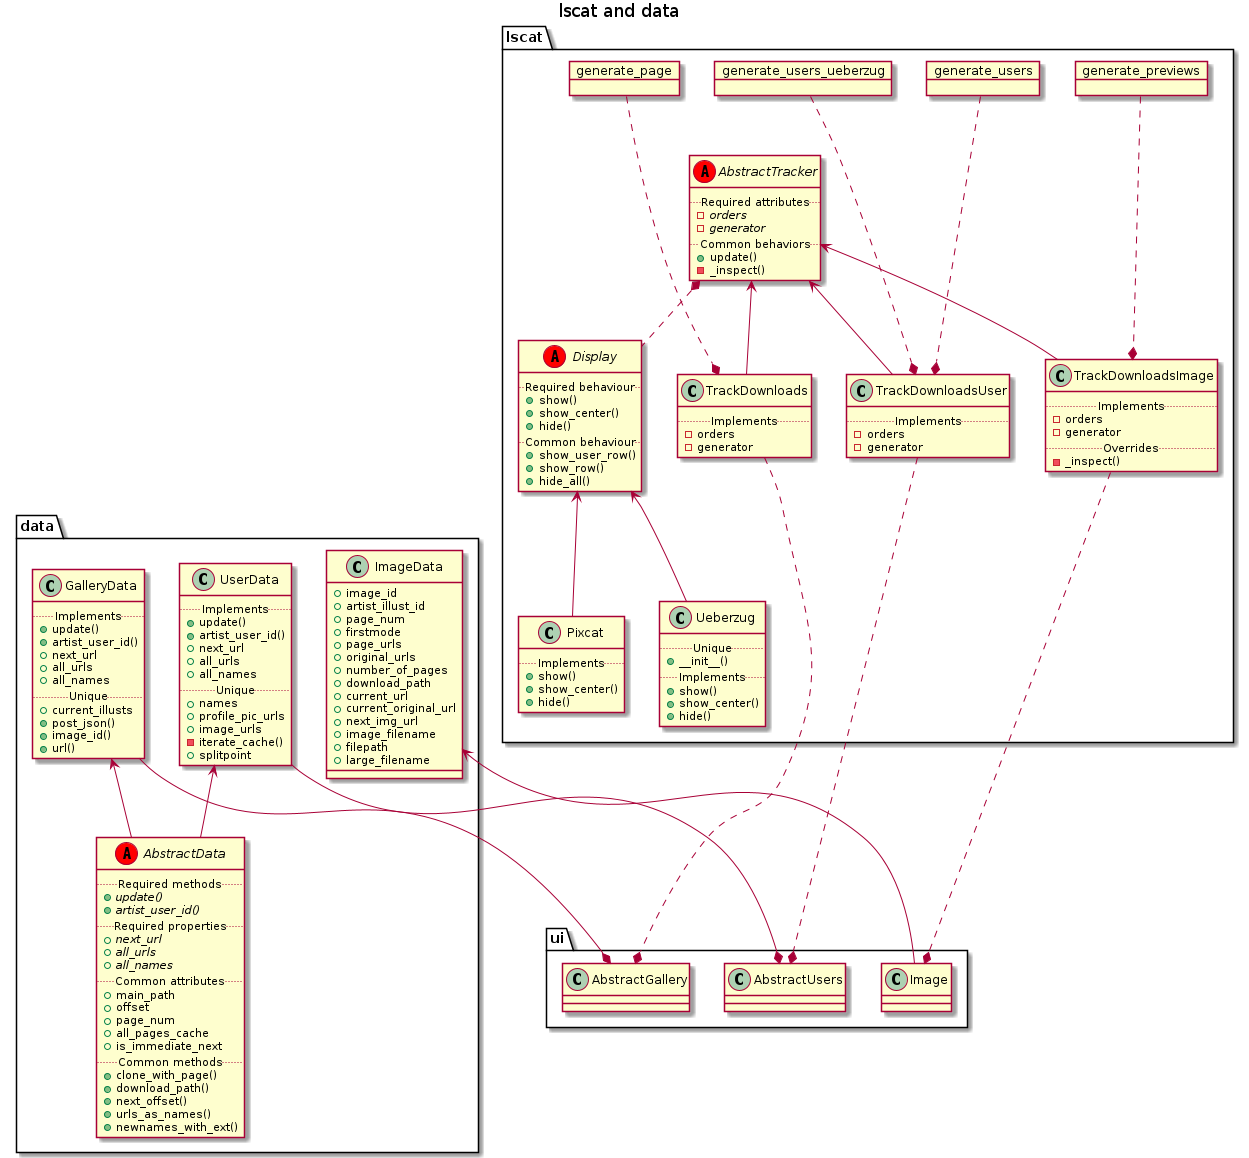 lscat and data
lscat
generate_page
generate_users_ueberzug
generate_users
generate_previews
A AbstractTracker
Required attributes
orders
generator
Common behaviors
update()
_inspect()
A Display
Required behaviour
show()
show_center()
hide()
Common behaviour
show_user_row()
show_row()
hide_all()
C TrackDownloads
Implements
orders
generator
C TrackDownloadsUser
Implements
orders
generator
C TrackDownloadsImage
Implements
orders
generator
Overrides
_inspect()
C Pixcat
Implements
show()
show_center()
hide()
C Ueberzug
Unique
__init__()
Implements
show()
show_center()
hide()
data
C GalleryData
Implements
update()
artist_user_id()
next_url
all_urls
all_names
Unique
current_illusts
post_json()
image_id()
url()
C UserData
Implements
update()
artist_user_id()
next_url
all_urls
all_names
Unique
names
profile_pic_urls
image_urls
iterate_cache()
splitpoint
C ImageData
image_id
artist_illust_id
page_num
firstmode
page_urls
original_urls
number_of_pages
download_path
current_url
current_original_url
next_img_url
image_filename
filepath
large_filename
A AbstractData
Required methods
update()
artist_user_id()
Required properties
next_url
all_urls
all_names
Common attributes
main_path
offset
page_num
all_pages_cache
is_immediate_next
Common methods
clone_with_page()
download_path()
next_offset()
urls_as_names()
newnames_with_ext()
ui
C AbstractGallery
C AbstractUsers
C Image